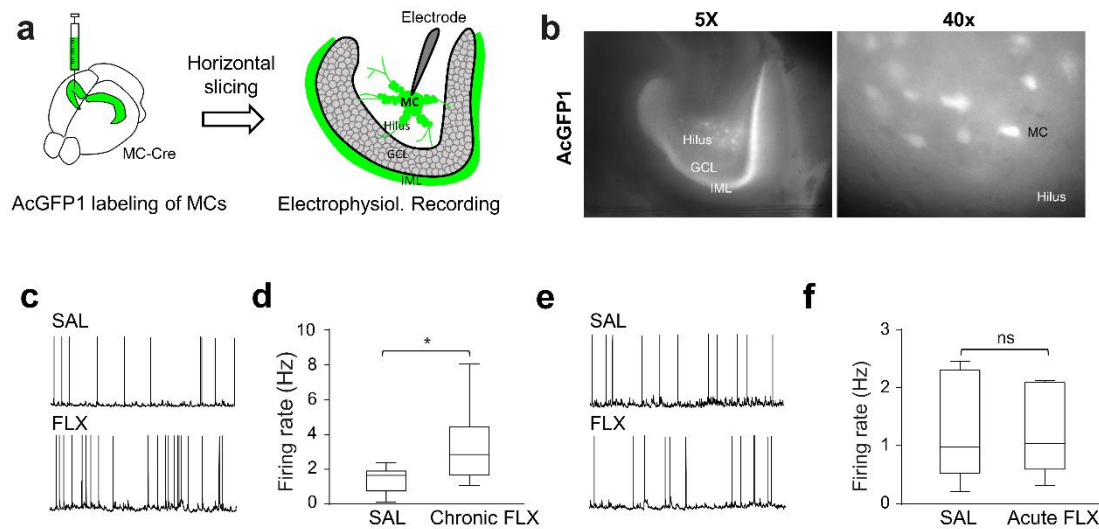 a
MC-Cre
AcGFP1 labeling of MCs
Horizontal
slicing
Electrode
MC
Hilus
GCL
IML
Electrophysiol. Recording
b
5X
40x
AcGFP1
Hilus
GCL
IML
MC
Hilus
c
SAL
FLX
d
Firing rate (Hz)
10
8
6
4
2
0
*
SAL
Chronic FLX
e
SAL
FLX
f
Firing rate (Hz)
3
2
1
0
ns
SAL
Acute FLX